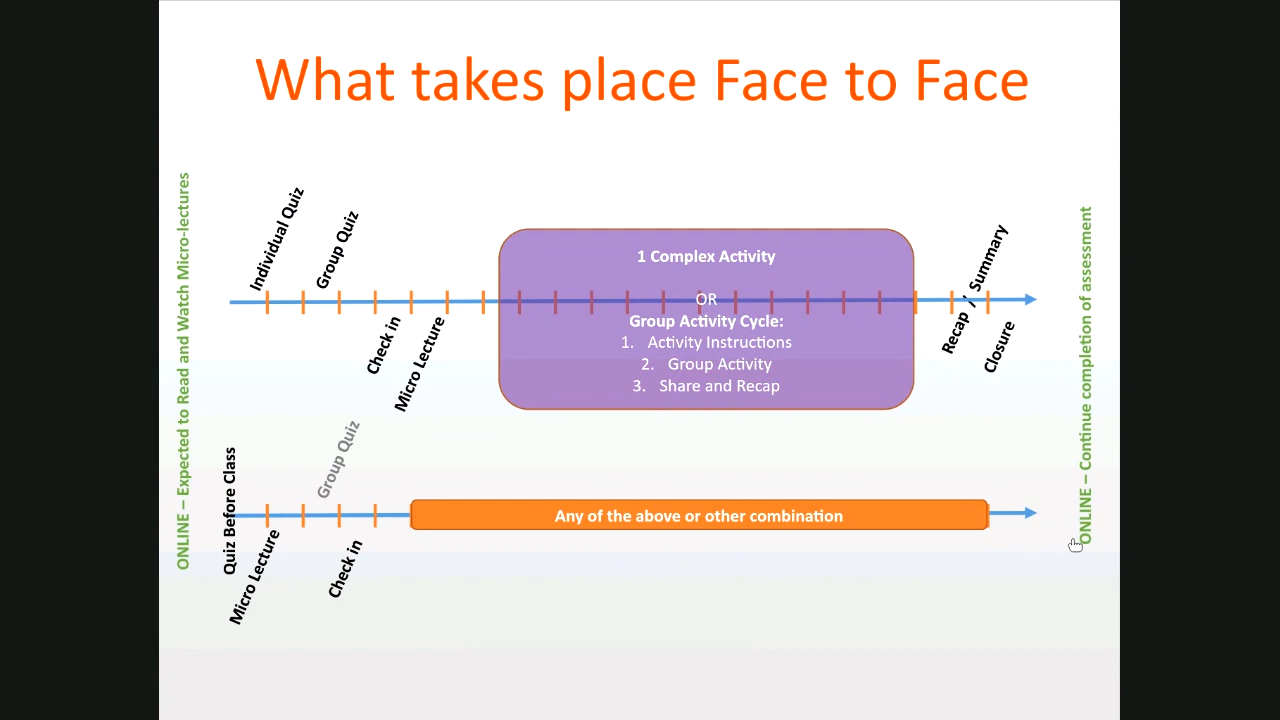 What takes place Face to Face
ONLINE – Expected to Read and Watch Micro-lectures
Individual Quiz
Group Quiz
Check in
Micro Lecture
1 Complex Activity
OR
Group Activity Cycle:
1. Activity Instructions
2. Group Activity
3. Share and Recap
Recap / Summary
Closure
ONLINE – Continue completion of assessment
Quiz Before Class
Micro Lecture
Group Quiz
Check in
Any of the above or other combination